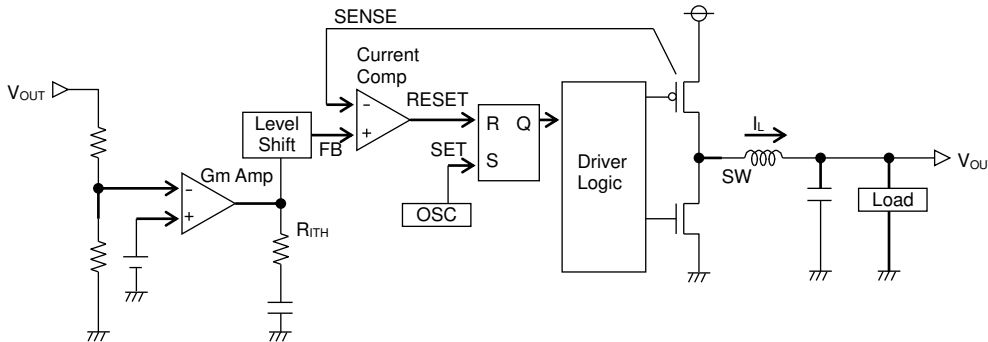 SENSE
Current
Comp
VOUT
RESET
Level
Shift
FB
SET
R Q
S
OSC
Gm Amp
RITH
Driver
Logic
IL
SW
VOU
Load
-
+
-
+